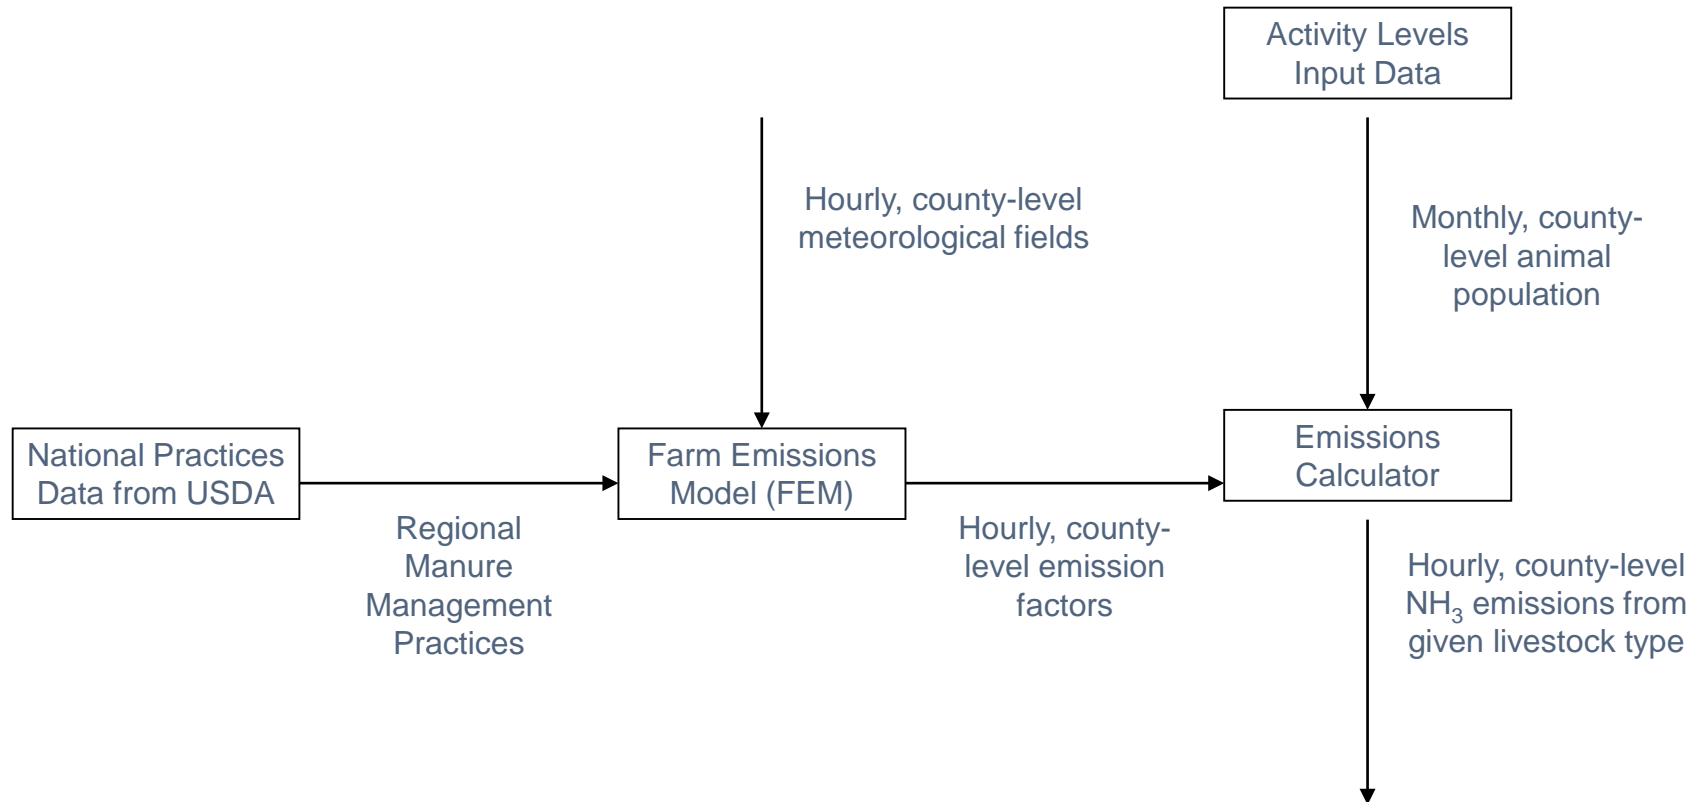 Activity Levels
Input Data
Hourly, county-level
meteorological fields
Monthly, county-
level animal
population
National Practices
Data from USDA
Farm Emissions
Model (FEM)
Emissions
Calculator
Regional
Manure
Management
Practices
Hourly, county-
level emission
factors
Hourly, county-level
NH₃ emissions from
given livestock type